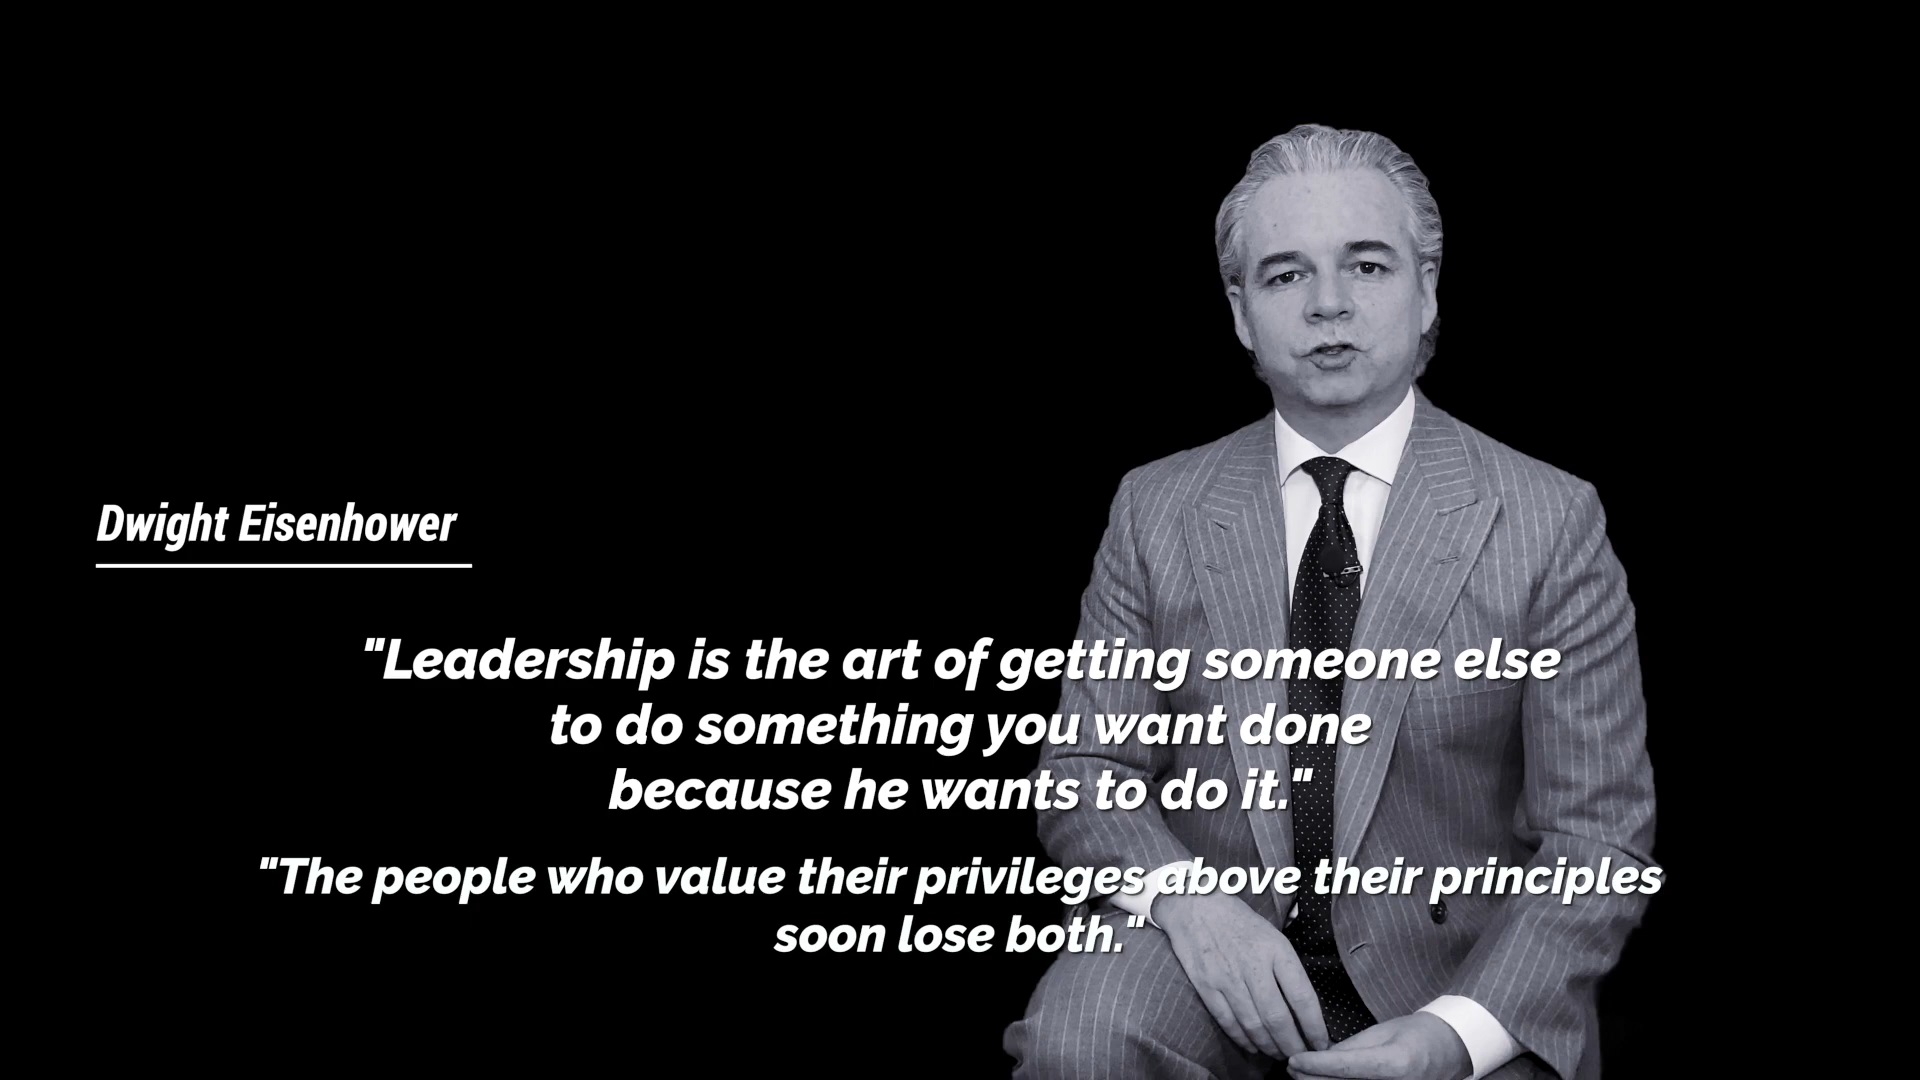 Dwight Eisenhower
"Leadership is the art of getting someone else
to do something you want done
because he wants to do it."
"The people who value their privileges above their principles
soon lose both."